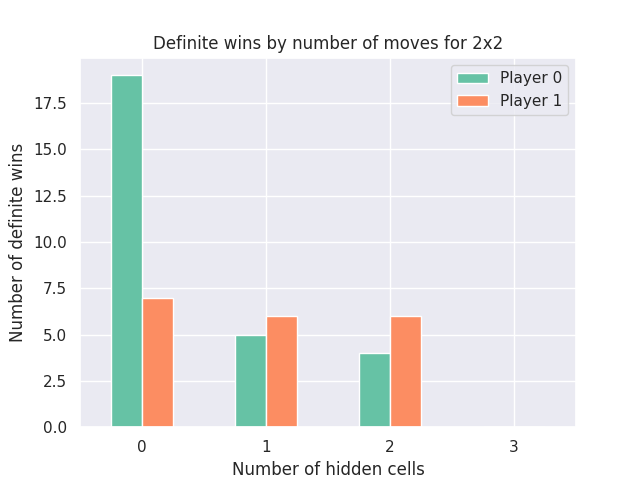 Definite wins by number of moves for 2x2
Player 0
Player 1
Number of definite wins
17.5
15.0
12.5
10.0
7.5
5.0
2.5
0.0
0 1 2 3
Number of hidden cells